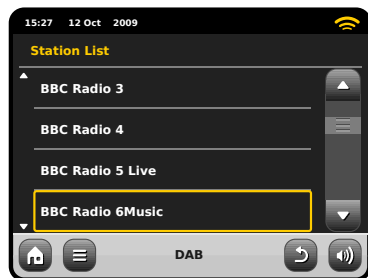 15:27 12 Oct 2009
Station List
BBC Radio 3
BBC Radio 4
BBC Radio 5 Live
BBC Radio 6Music
DAB